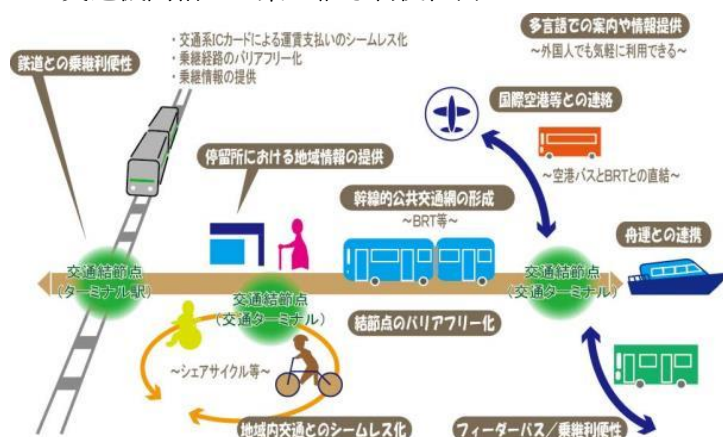 多言語での案内や情報提供
～外国人でも気軽に利用できる～
・交通系ICカードによる運賃支払いのシームレス化
・乗継経路のバリアフリー化
・乗継情報の提供
鉄道との乗継利便性
国際空港等との連絡
～空港バスとBRTとの直結～
停留所における地域情報の提供
幹線的公共交通網の形成
～BRT等～
舟運との連携
交通結節点
(ターミナル駅)
交通結節点
(交通ターミナル)
交通結節点
(交通ターミナル)
結節点のバリアフリー化
～シェアサイクル等～
地域内交通とのシームレス化
フィーダーバス／乗継利便性